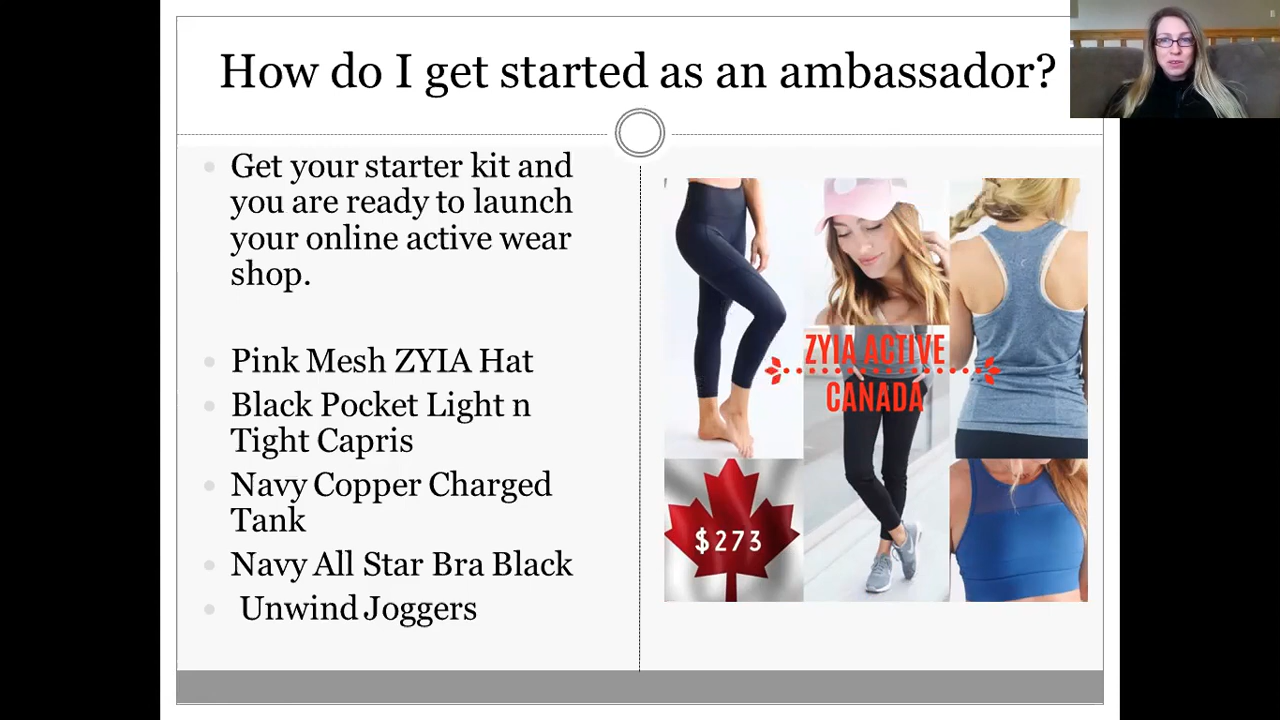 How do I get started as an ambassador?
Get your starter kit and
you are ready to launch
your online active wear
shop.
Pink Mesh ZYIA Hat
Black Pocket Light n
Tight Capris
Navy Copper Charged
Tank
Navy All Star Bra Black
Unwind Joggers
ZYIA ACTIVE
CANADA
$273